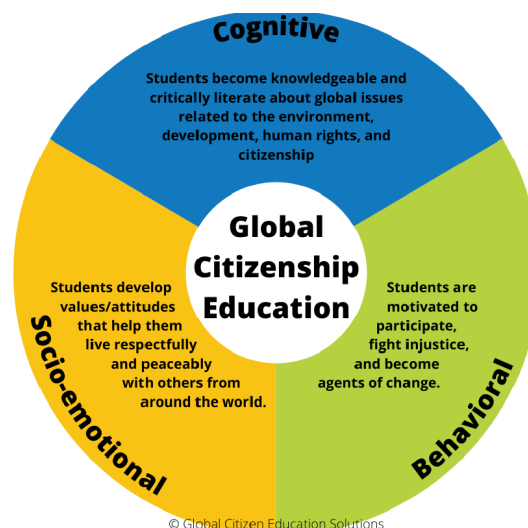 Cognitive
Students become knowledgeable and
critically literate about global issues
related to the environment,
development, human rights, and
citizenship
Global
Citizenship
Education
Students develop
values/attitudes
that help them
live respectfully
and peaceably
with others from
around the world.
Socio-emotional
Students are
motivated to
participate,
fight injustice,
and become
agents of change.
Behavioral
© Global Citizen Education Solutions